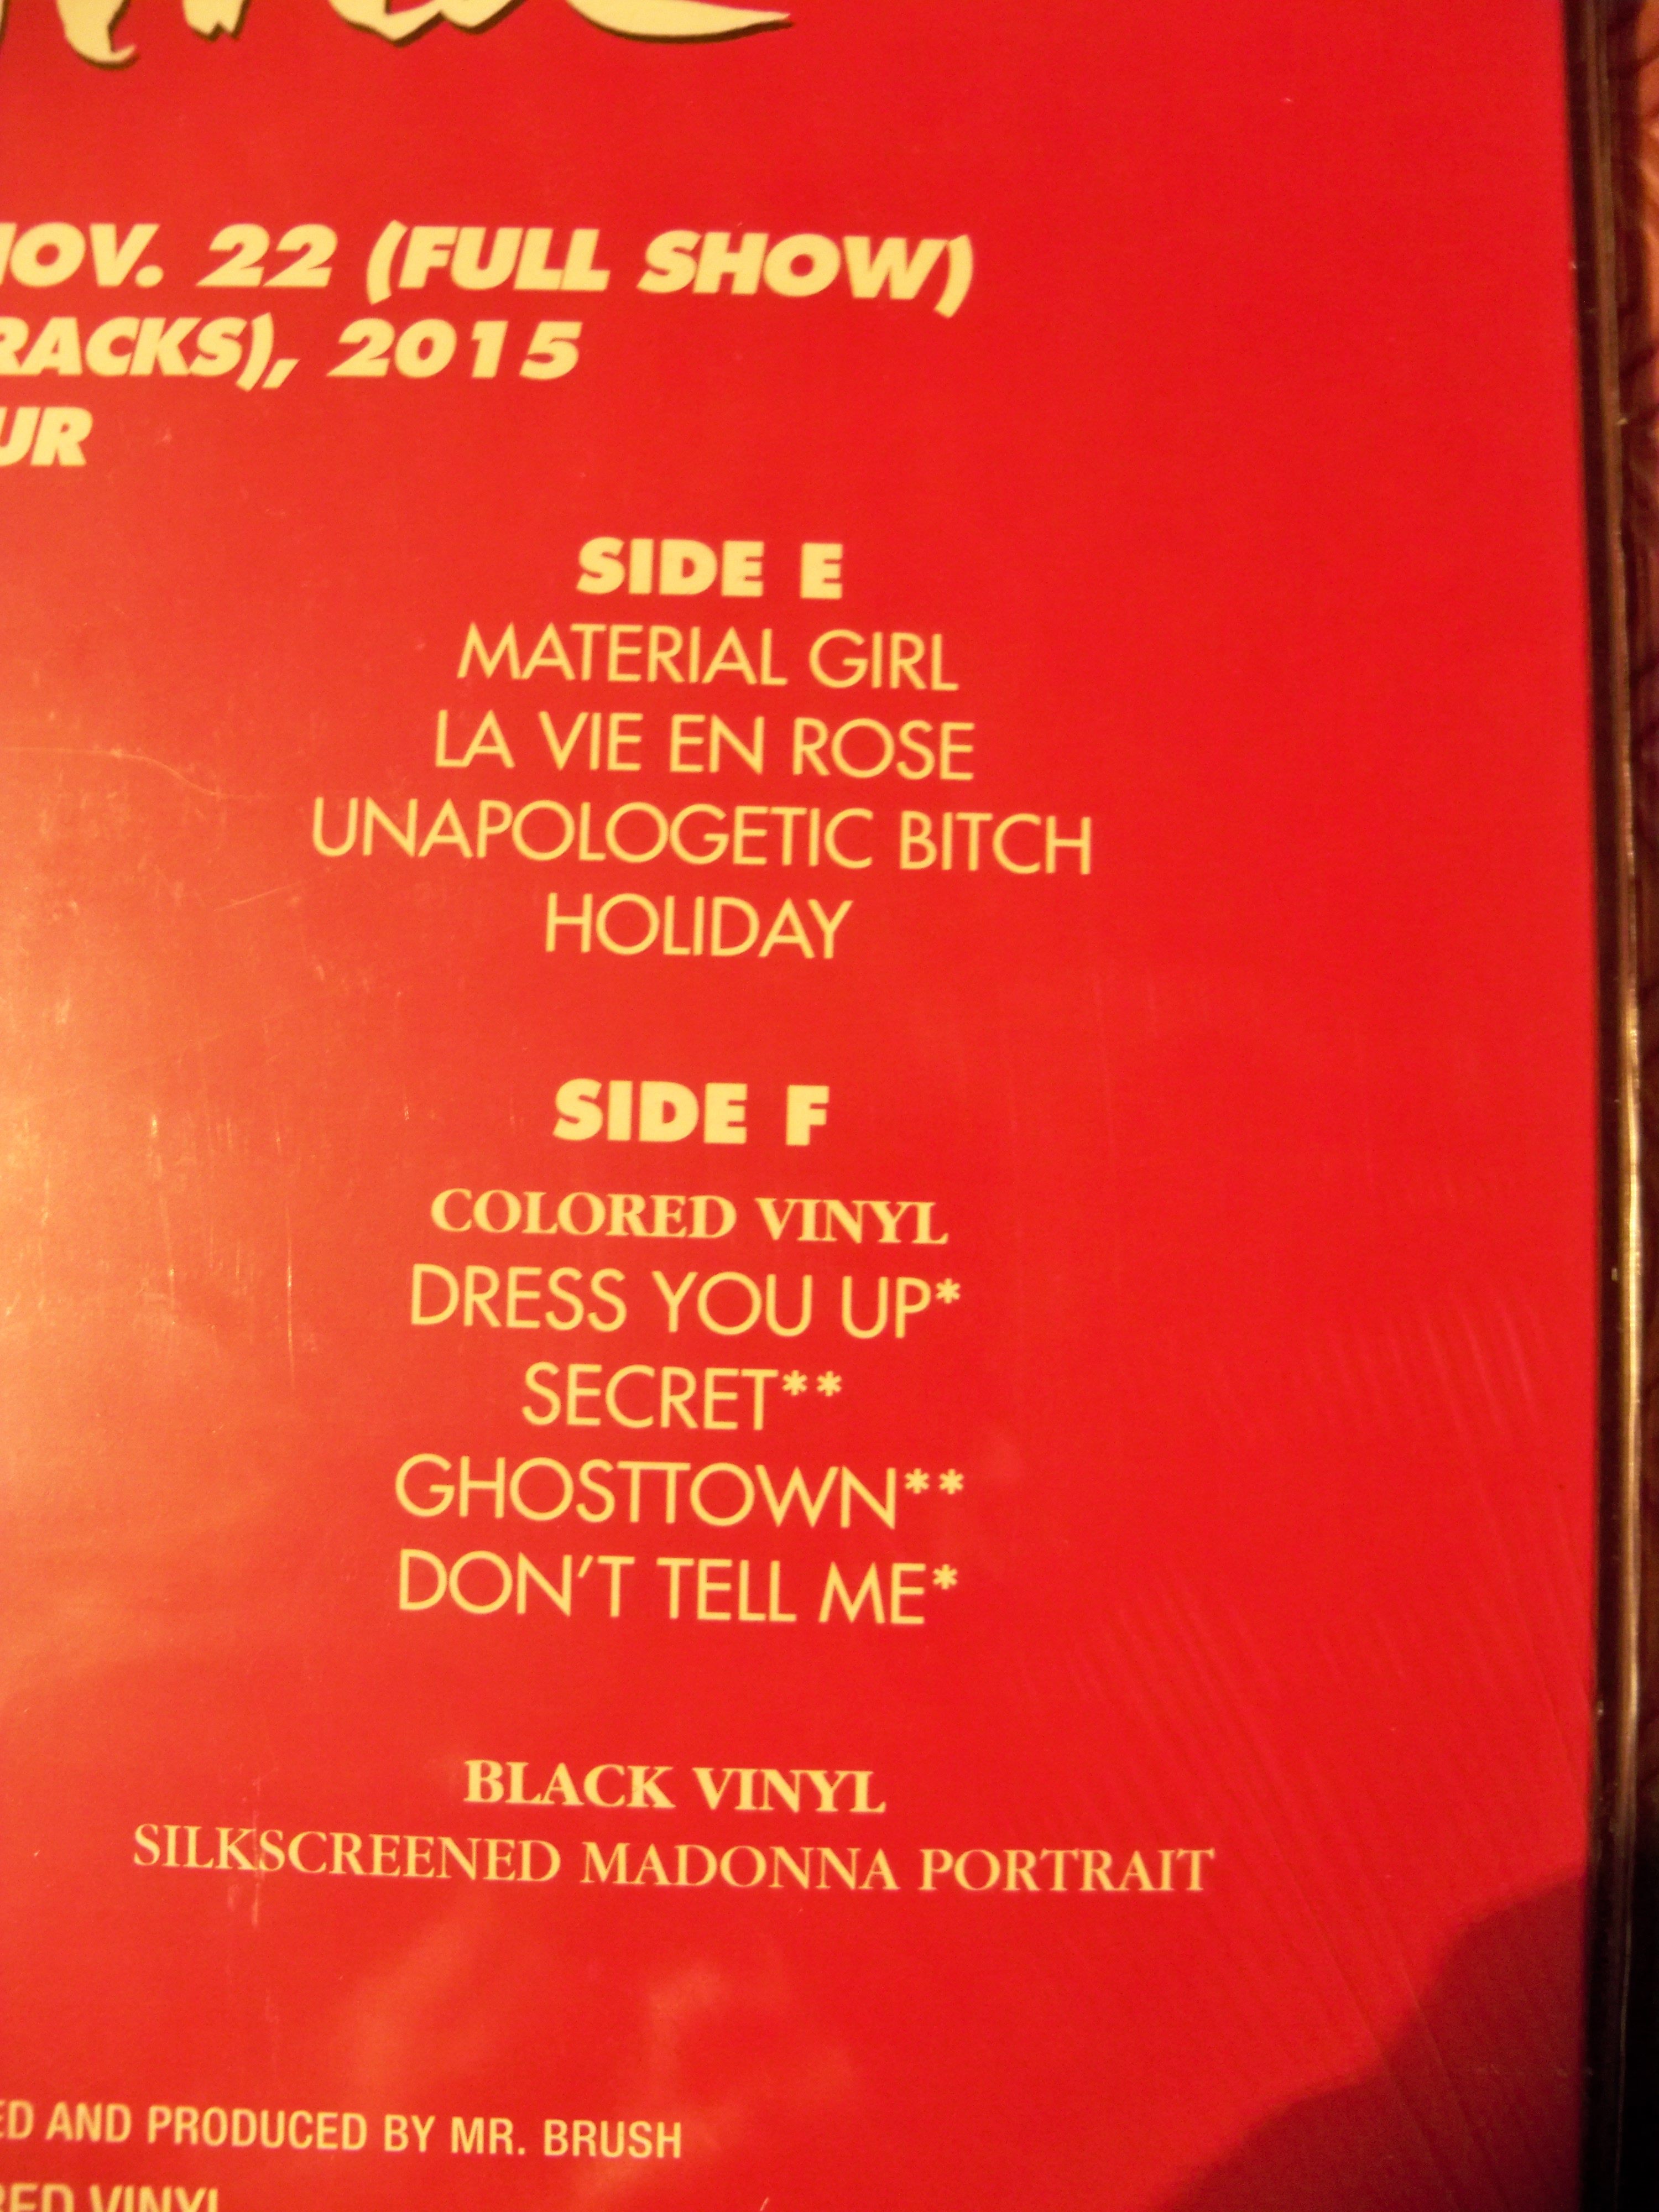 NOV. 22 (FULL SHOW)
RACKS), 2015
UR
SIDE E
MATERIAL GIRL
LA VIE EN ROSE
UNAPOLOGETIC BITCH
HOLIDAY
SIDE F
COLORED VINYL
DRESS YOU UP*
SECRET**
GHOSTTOWN**
DON'T TELL ME*
BLACK VINYL
SILKSCREENED MADONNA PORTRAIT
ED AND PRODUCED BY MR. BRUSH
RED VINYL